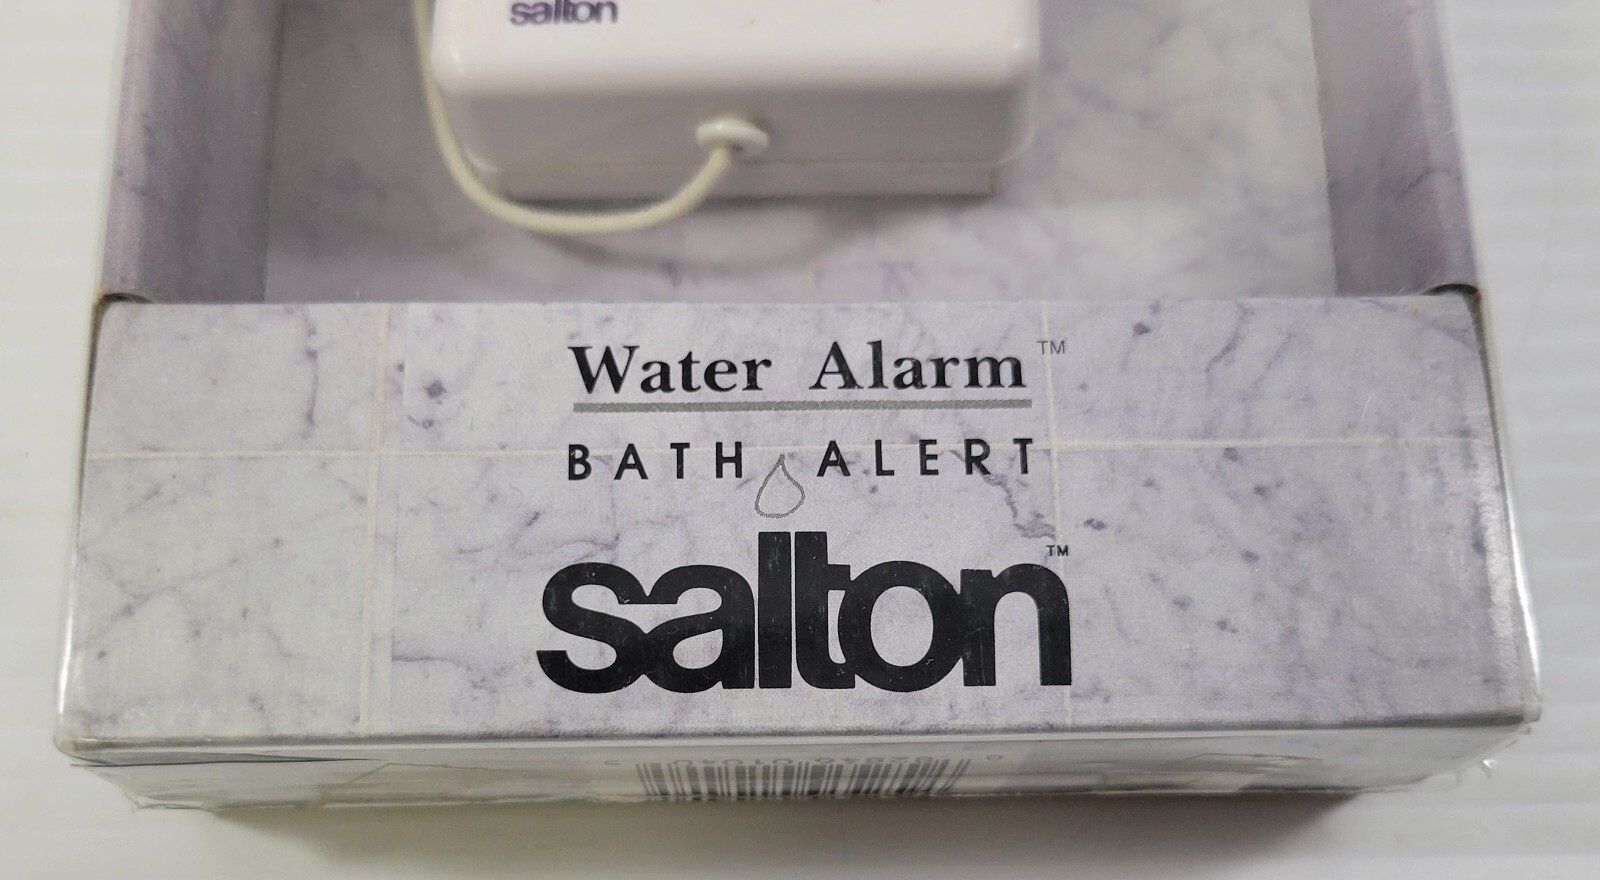 salton
Water Alarm™
BATH ALERT
salton™